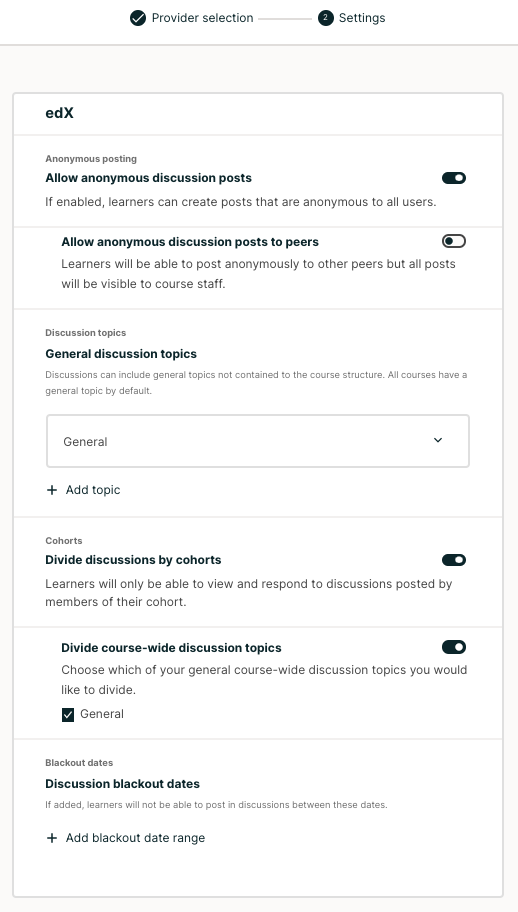 Provider selection
2 Settings
edX
Anonymous posting
Allow anonymous discussion posts
If enabled, learners can create posts that are anonymous to all users.
Allow anonymous discussion posts to peers
Learners will be able to post anonymously to other peers but all posts
will be visible to course staff.
Discussion topics
General discussion topics
Discussions can include general topics not contained to the course structure. All courses have a
general topic by default.
General
+ Add topic
Cohorts
Divide discussions by cohorts
Learners will only be able to view and respond to discussions posted by
members of their cohort.
Divide course-wide discussion topics
Choose which of your general course-wide discussion topics you would
like to divide.
General
Blackout dates
Discussion blackout dates
If added, learners will not be able to post in discussions between these dates.
+ Add blackout date range